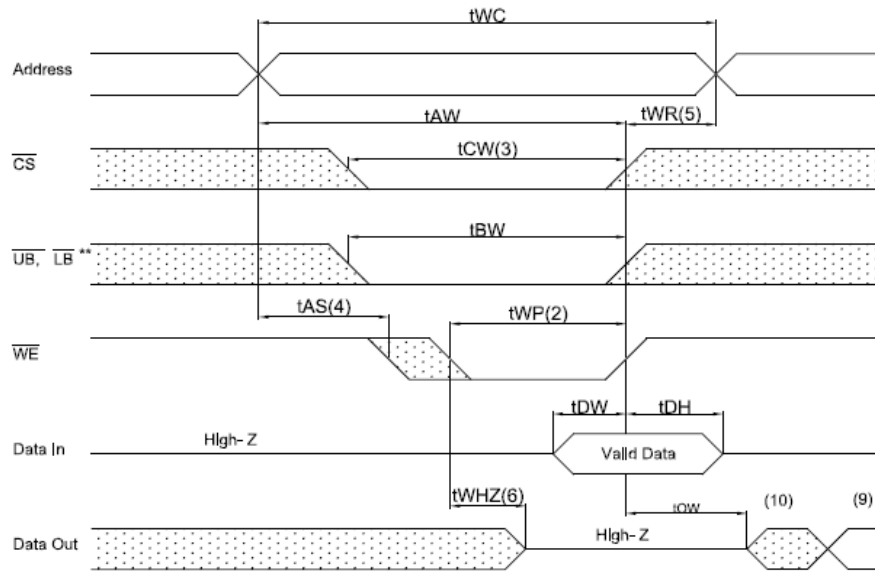 tWC
Address
tAW
tWR(5)
tCW(3)
CS
tBW
UB, LB **
tAS(4)
tWP(2)
WE
tDW
tDH
HIgh- Z
Data In
ValId Data
tWHZ(6)
tOW
(10)
(9)
HIgh- Z
Data Out